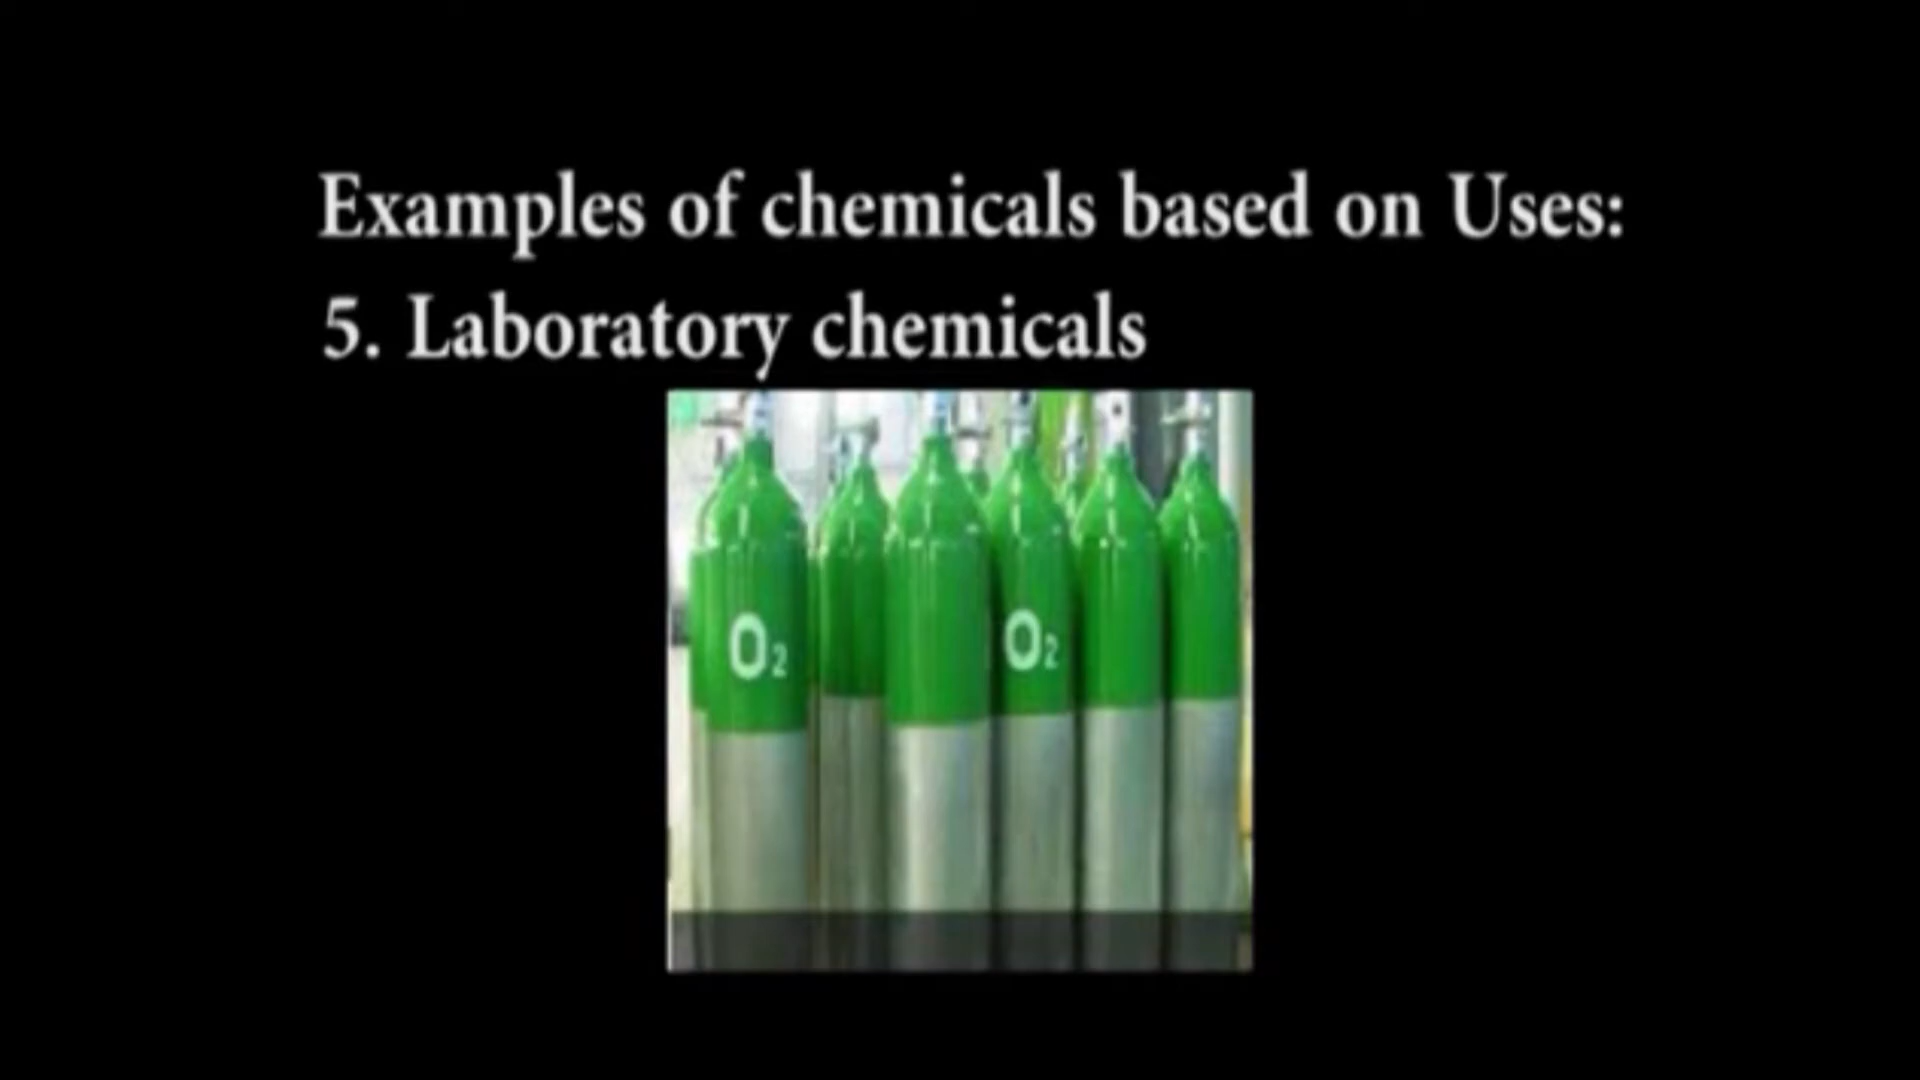 Examples of chemicals based on Uses:
5. Laboratory chemicals
O₂
O₂